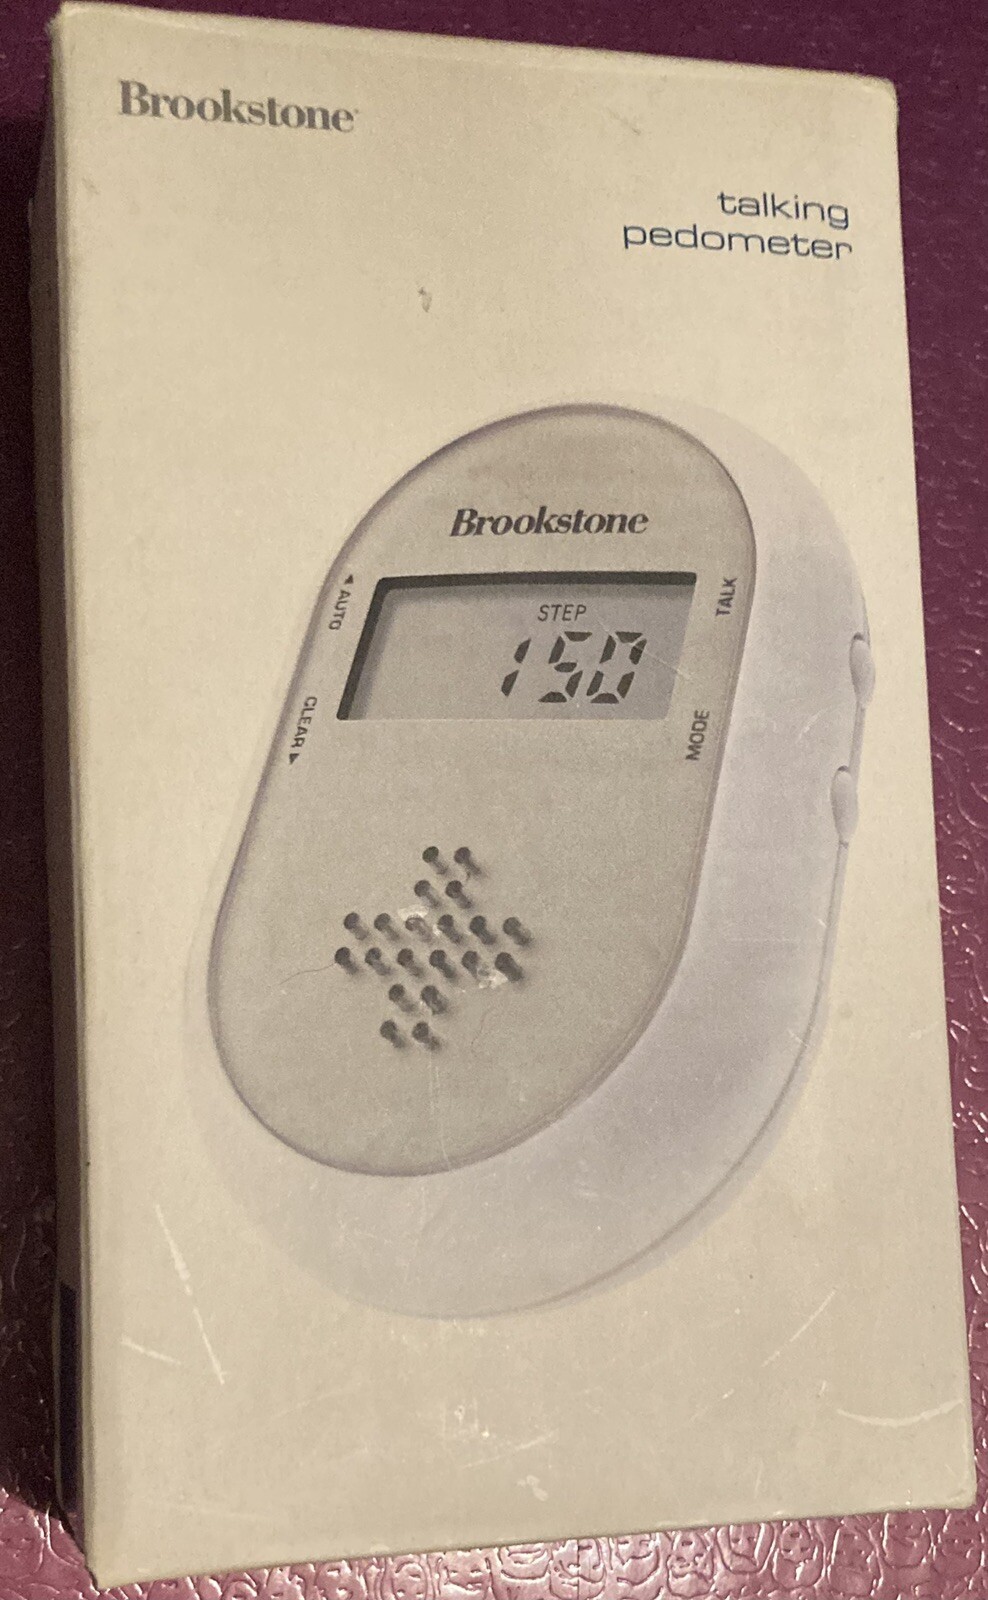 Brookstone
talking
pedometer
Brookstone
◄ AUTO
TALK
STEP
150
CLEAR ►
MODE